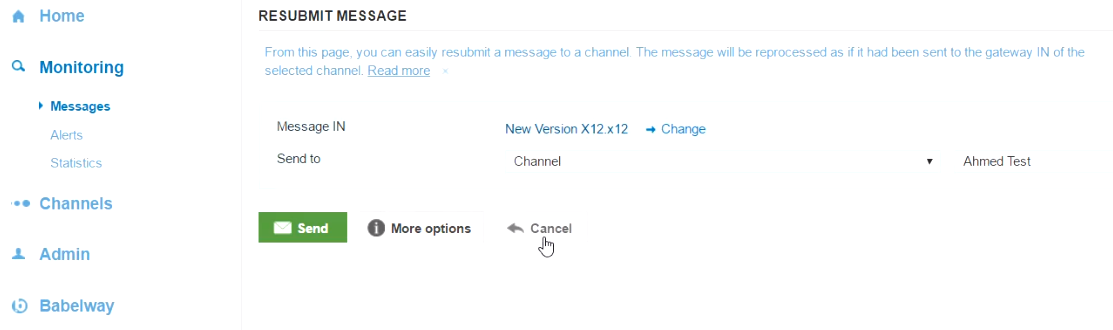 Home
Monitoring
Messages
Alerts
Statistics
Channels
Admin
Babelway
RESUBMIT MESSAGE
From this page, you can easily resubmit a message to a channel. The message will be reprocessed as if it had been sent to the gateway IN of the
selected channel. Read more ×
Message IN New Version X12.x12 Change
Send to Channel Ahmed Test
Send More options Cancel